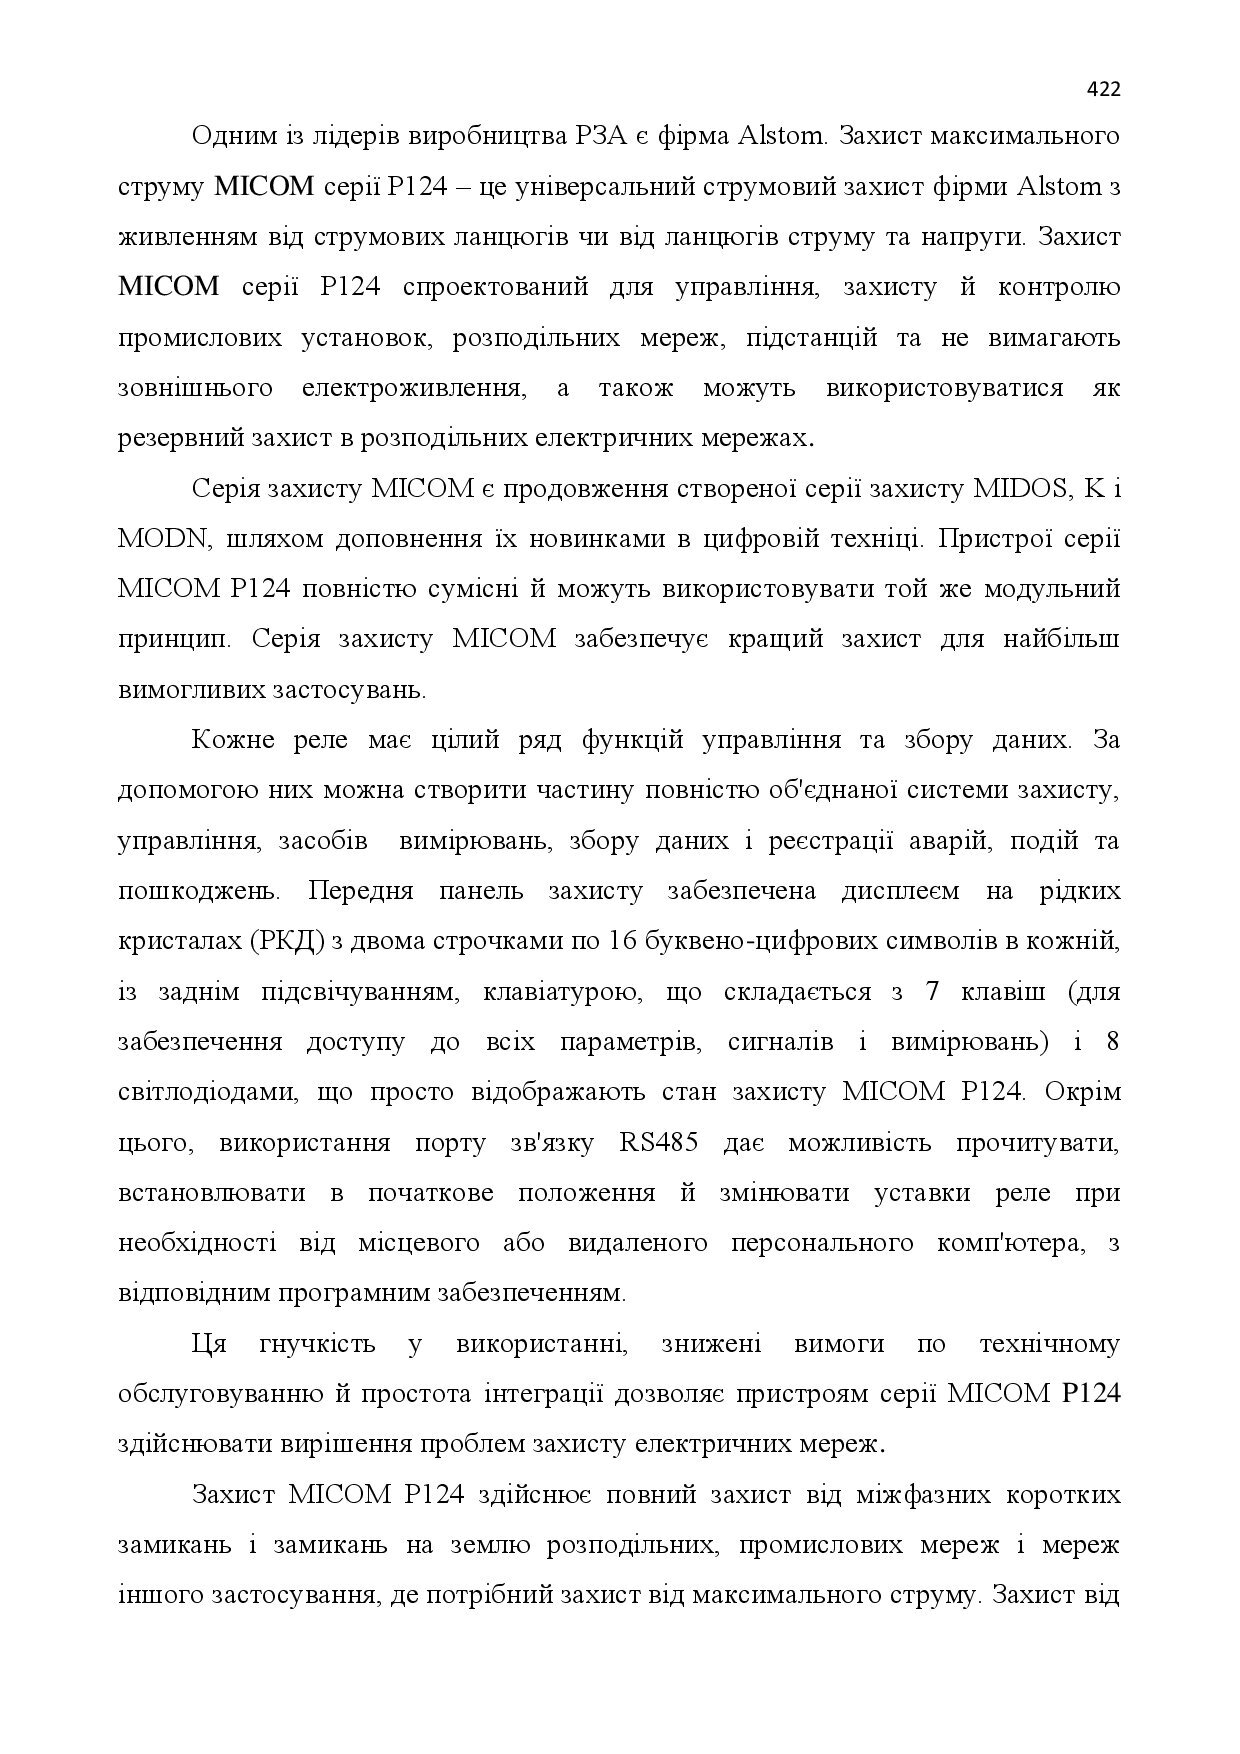 422
Одним із лідерів виробництва РЗА є фірма Alstom. Захист максимального
струму MICOM серії Р124 – це універсальний струмовий захист фірми Alstom з
живленням від струмових ланцюгів чи від ланцюгів струму та напруги. Захист
MICOM серії Р124 спроектований для управління, захисту й контролю
промислових установок, розподільних мереж, підстанцій та не вимагають
зовнішнього електроживлення, а також можуть використовуватися як
резервний захист в розподільних електричних мережах.
Серія захисту MICOM є продовження створеної серії захисту MIDOS, K і
MODN, шляхом доповнення їх новинками в цифровій техніці. Пристрої серії
MICOM P124 повністю сумісні й можуть використовувати той же модульний
принцип. Серія захисту MICOM забезпечує кращий захист для найбільш
вимогливих застосувань.
Кожне реле має цілий ряд функцій управління та збору даних. За
допомогою них можна створити частину повністю об'єднаної системи захисту,
управління, засобів вимірювань, збору даних і реєстрації аварій, подій та
пошкоджень. Передня панель захисту забезпечена дисплеєм на рідких
кристалах (РКД) з двома строчками по 16 буквено-цифрових символів в кожній,
із заднім підсвічуванням, клавіатурою, що складається з 7 клавіш (для
забезпечення доступу до всіх параметрів, сигналів і вимірювань) і 8
світлодіодами, що просто відображають стан захисту MICOM P124. Окрім
цього, використання порту зв'язку RS485 дає можливість прочитувати,
встановлювати в початкове положення й змінювати уставки реле при
необхідності від місцевого або видаленого персонального комп'ютера, з
відповідним програмним забезпеченням.
Ця гнучкість у використанні, знижені вимоги по технічному
обслуговуванню й простота інтеграції дозволяє пристроям серії MICOM P124
здійснювати вирішення проблем захисту електричних мереж.
Захист MICOM P124 здійснює повний захист від міжфазних коротких
замикань і замикань на землю розподільних, промислових мереж і мереж
іншого застосування, де потрібний захист від максимального струму. Захист від